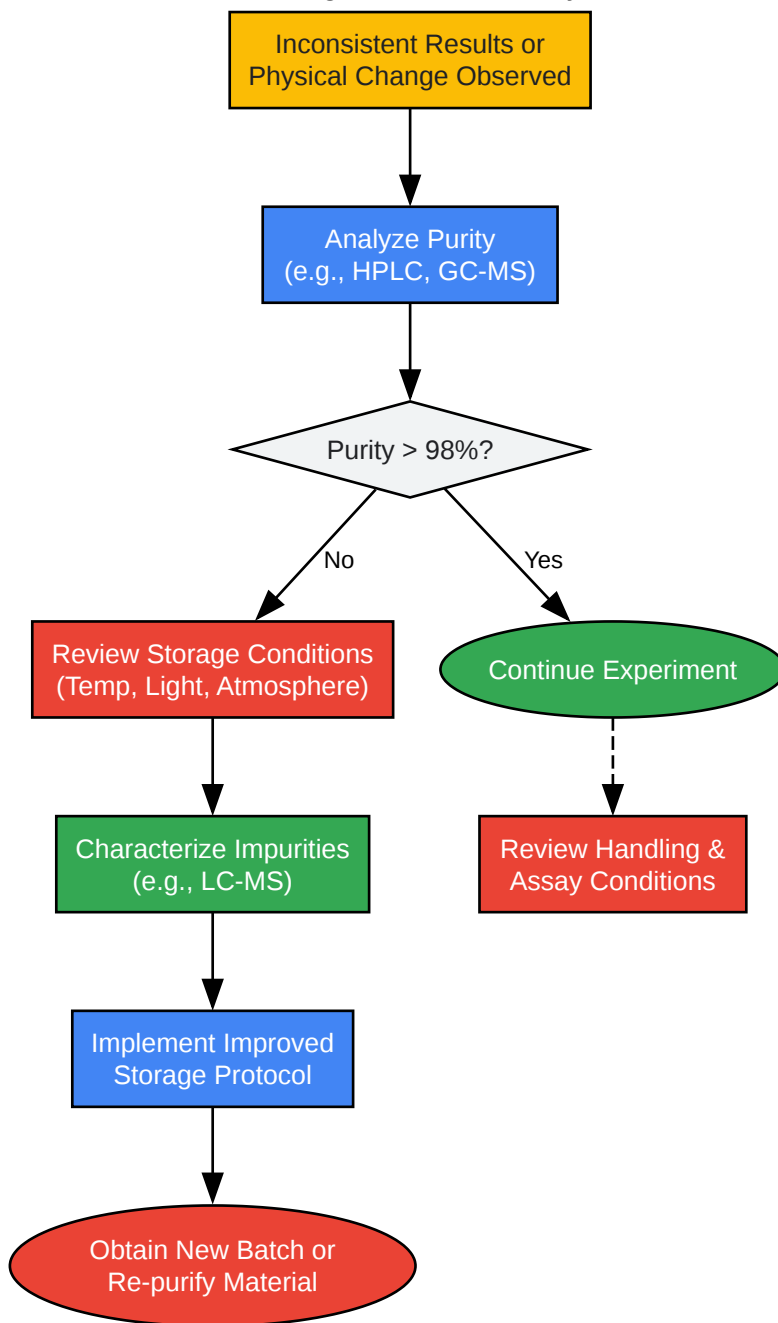 Inconsistent Results or
Physical Change Observed
Analyze Purity
(e.g., HPLC, GC-MS)
Purity > 98%?
No
Yes
Review Storage Conditions
(Temp, Light, Atmosphere)
Continue Experiment
Characterize Impurities
(e.g., LC-MS)
Review Handling &
Assay Conditions
Implement Improved
Storage Protocol
Obtain New Batch or
Re-purify Material